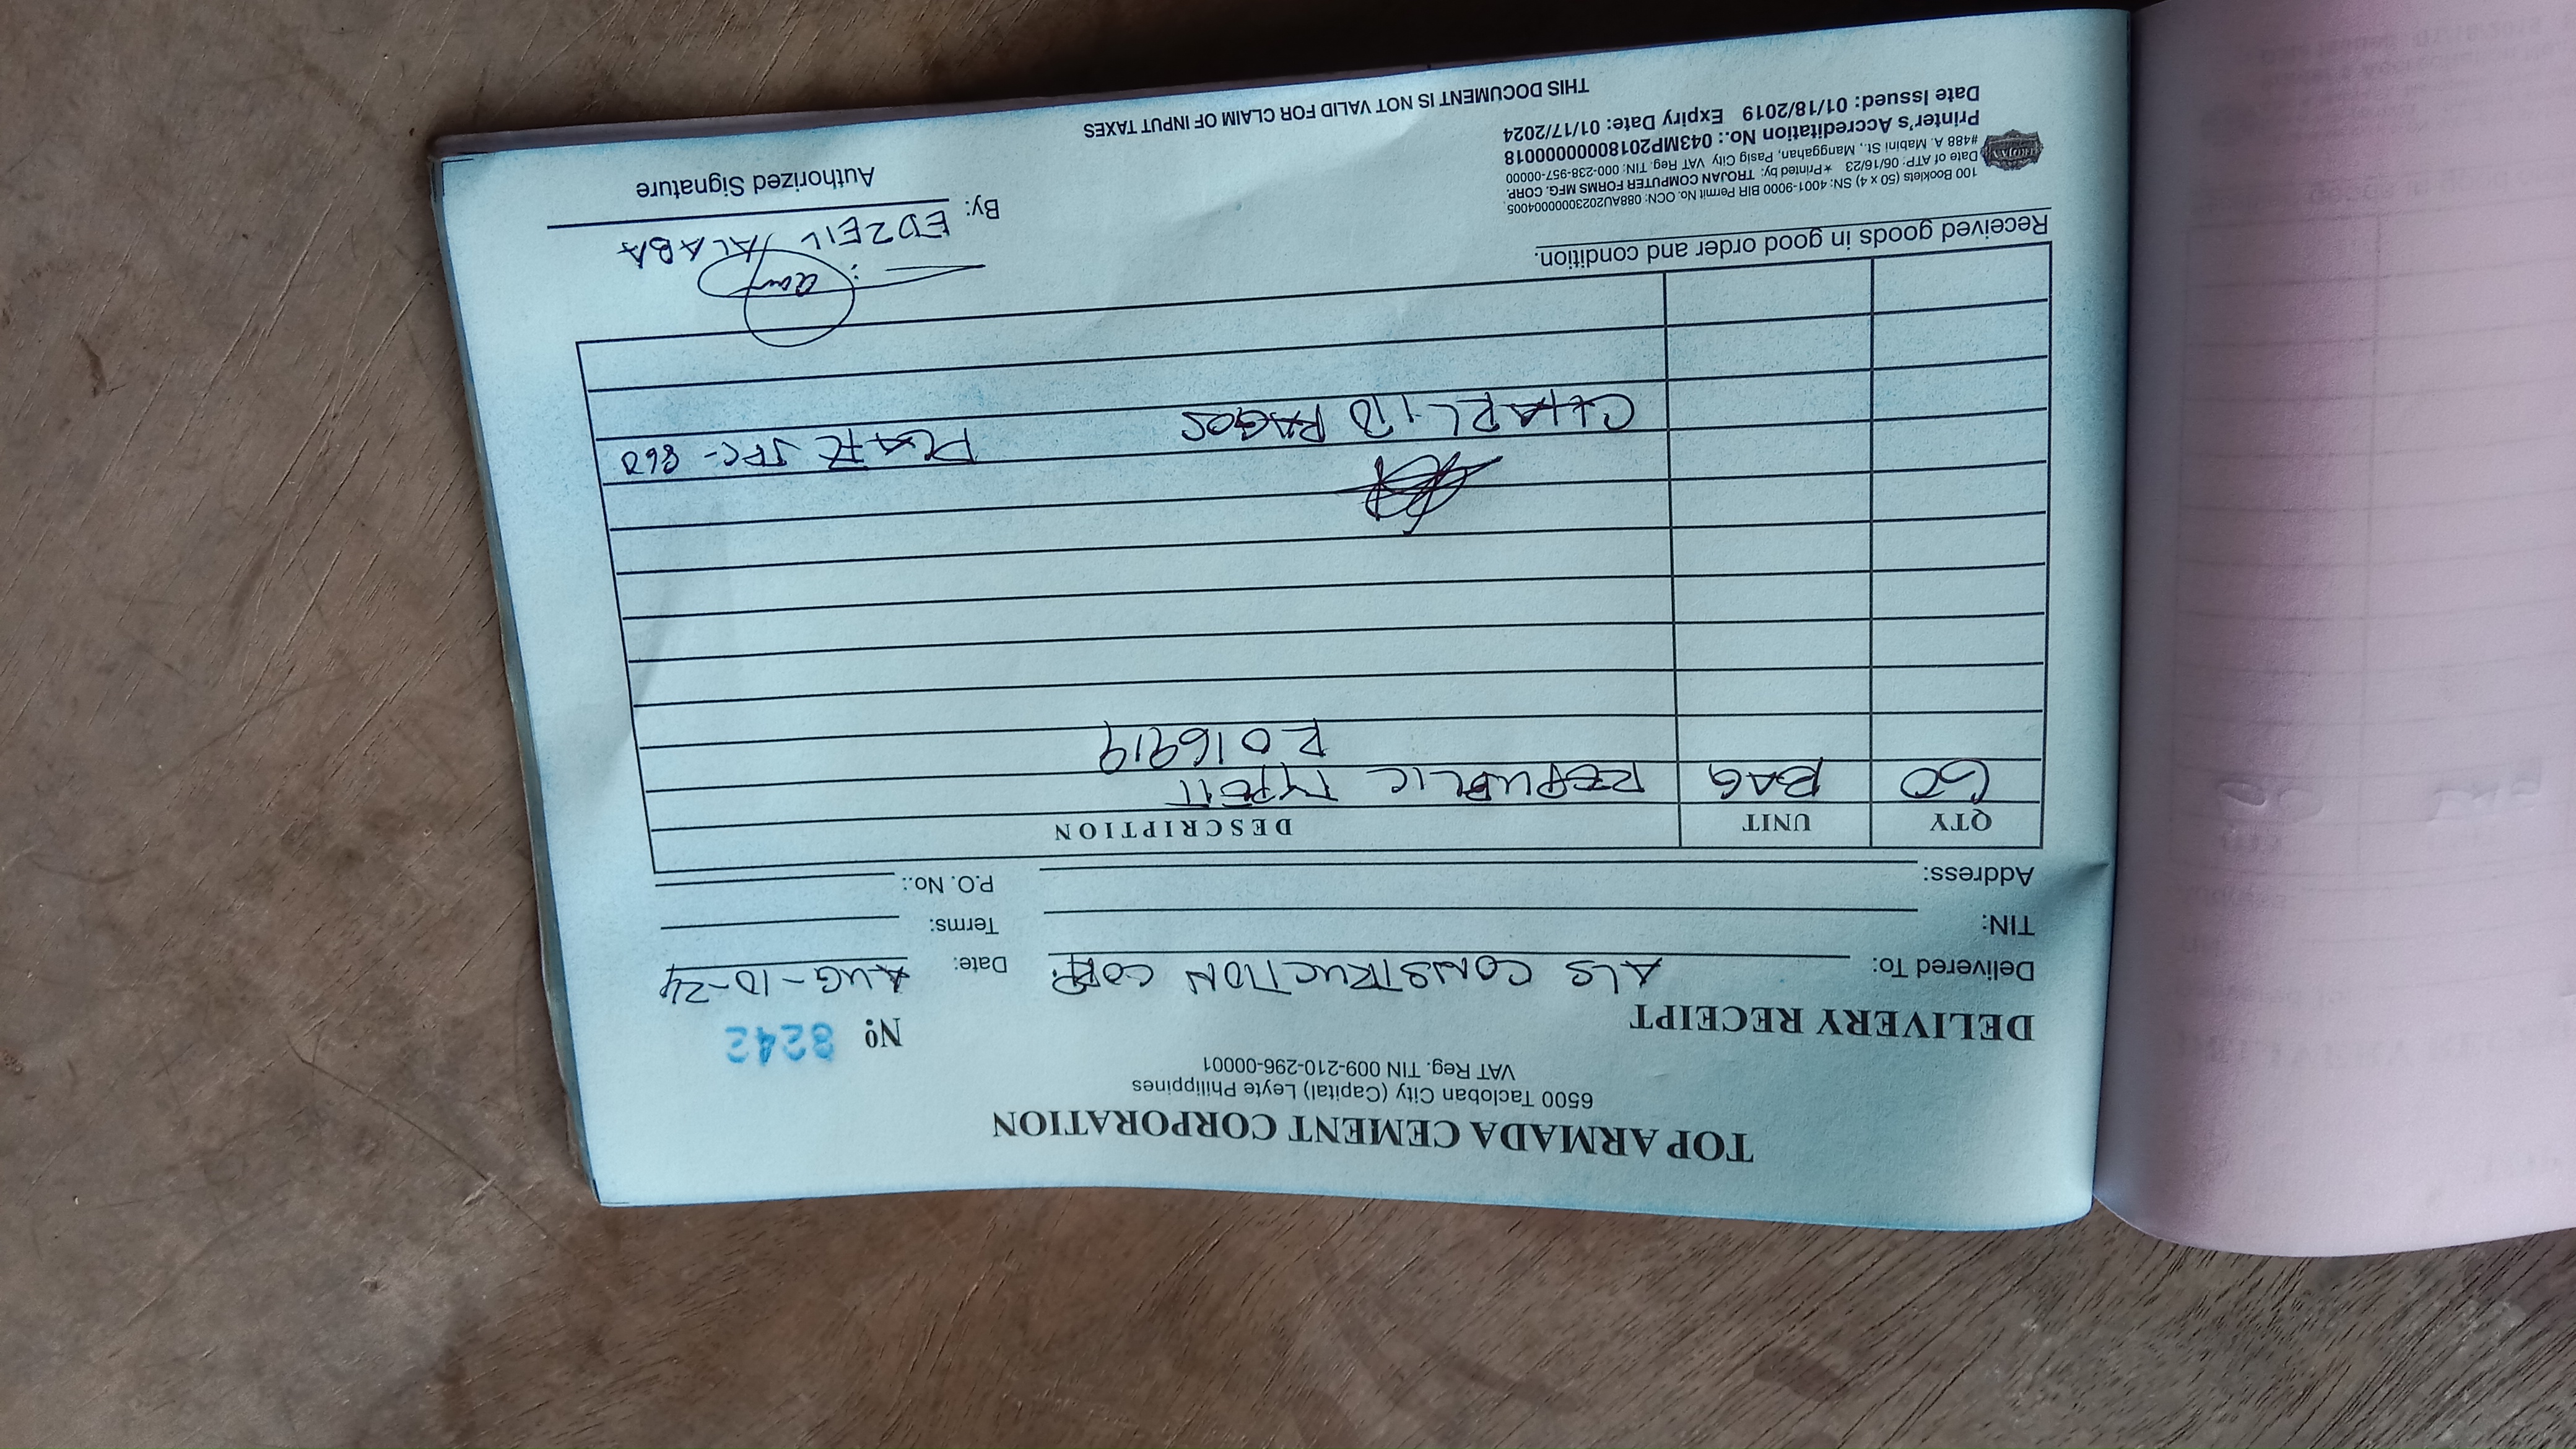 TOP ARMADA CEMENT CORPORATION
6500 Tacloban City (Capital) Leyte Philippines
VAT Reg. TIN 009-210-296-00001
DELIVERY RECEIPT
Nº 8242
Delivered To: ALS CONSTRUCTION CORP.
Date: AUG-10-24
TIN:
Terms:
Address:
P.O. No.:
QTY UNIT DESCRIPTION
60 BAG REPUBLIC TYPE 1T
R016919
CHARLITO RAGOS
PLATE JFC-860
Received goods in good order and condition.
EDZEIL ALABA
By:
Authorized Signature
100 Booklets (50 x 4) SN: 4001-9000 BIR Permit No. OCN: 088AU20230000004005
Date of ATP: 06/16/23 *Printed by: TROJAN COMPUTER FORMS MFG. CORP.
#488 A. Mabini St., Manggahan, Pasig City VAT Reg. TIN: 000-238-957-00000
Printer's Accreditation No.: 043MP20180000000018
Date Issued: 01/18/2019 Expiry Date: 01/17/2024
THIS DOCUMENT IS NOT VALID FOR CLAIM OF INPUT TAXES
TROJAN